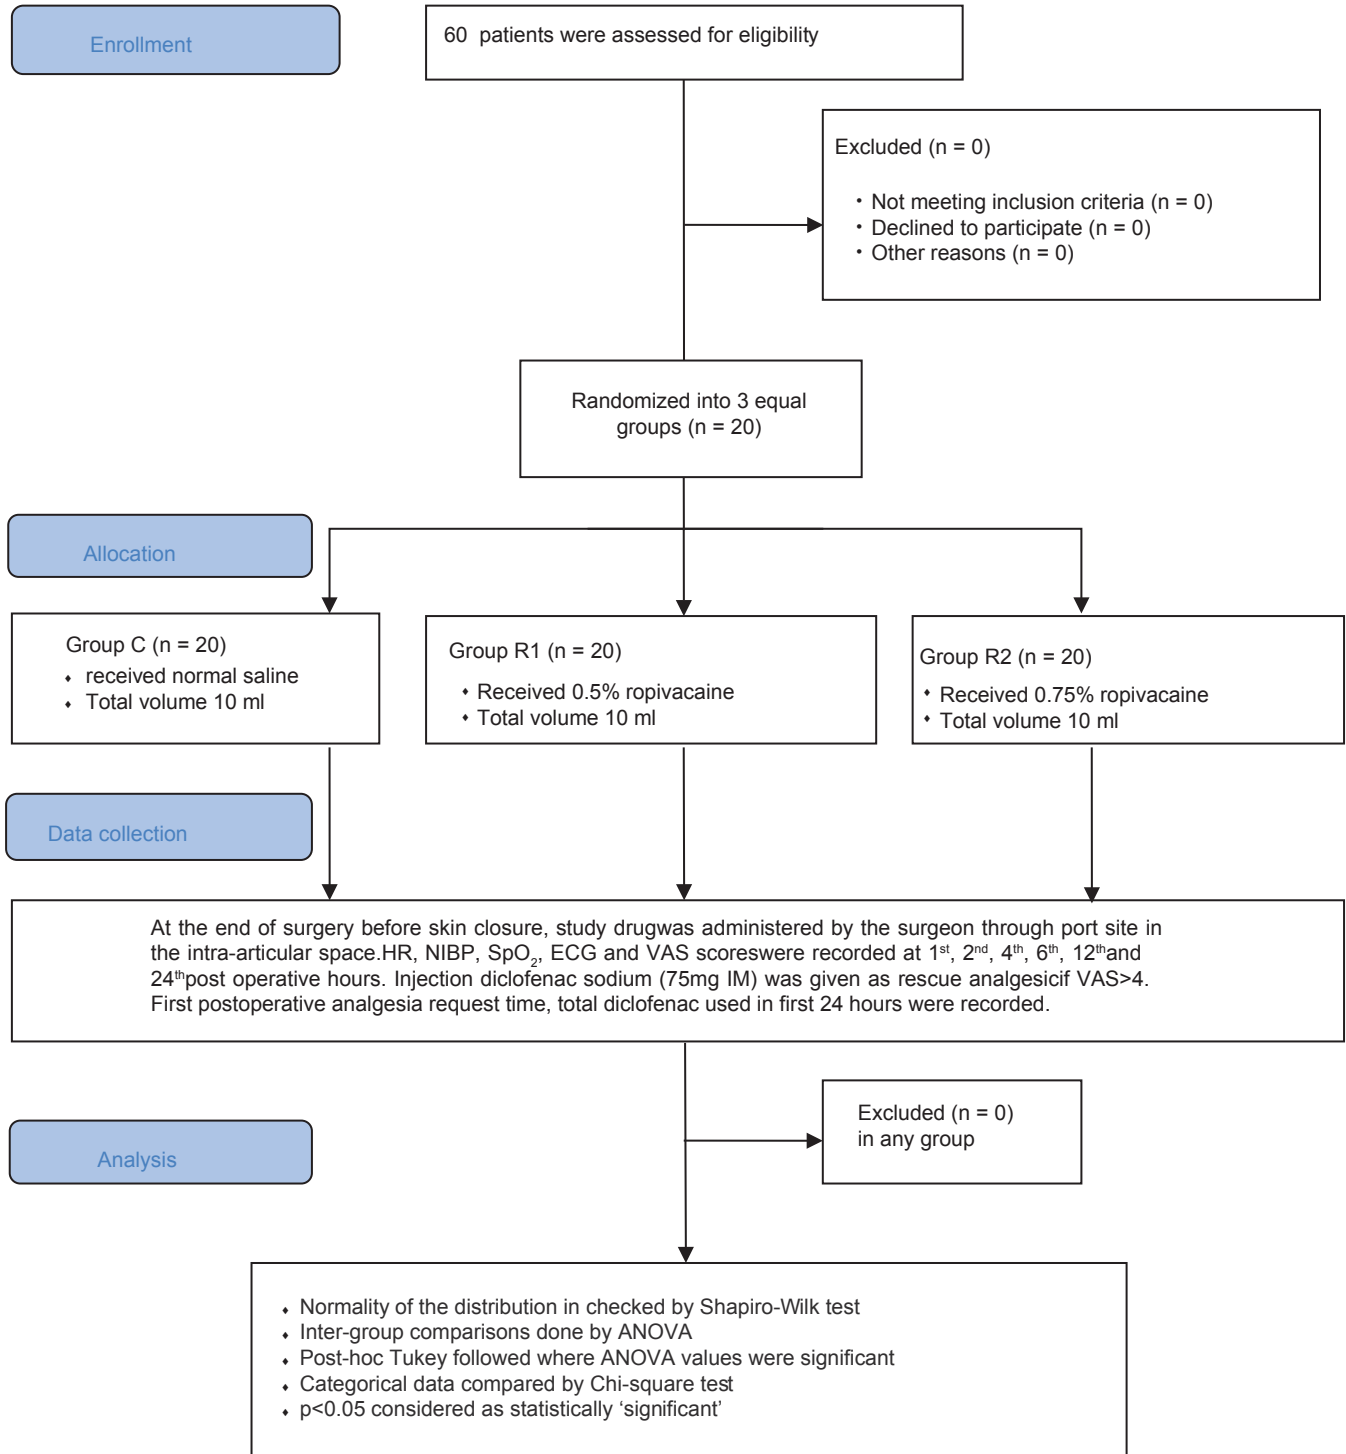 Enrollment
60 patients were assessed for eligibility
Excluded (n = 0)
• Not meeting inclusion criteria (n = 0)
• Declined to participate (n = 0)
• Other reasons (n = 0)
Randomized into 3 equal
groups (n = 20)
Allocation
Group C (n = 20)
⬧ received normal saline
⬧ Total volume 10 ml
Group R1 (n = 20)
⬧ Received 0.5% ropivacaine
⬧ Total volume 10 ml
Group R2 (n = 20)
⬧ Received 0.75% ropivacaine
⬧ Total volume 10 ml
Data collection
At the end of surgery before skin closure, study drugwas administered by the surgeon through port site in
the intra-articular space.HR, NIBP, SpO₂, ECG and VAS scoreswere recorded at 1ˢᵗ, 2ⁿᵈ, 4ᵗʰ, 6ᵗʰ, 12ᵗʰand
24ᵗʰpost operative hours. Injection diclofenac sodium (75mg IM) was given as rescue analgesicif VAS>4.
First postoperative analgesia request time, total diclofenac used in first 24 hours were recorded.
Excluded (n = 0)
in any group
Analysis
⬧ Normality of the distribution in checked by Shapiro-Wilk test
⬧ Inter-group comparisons done by ANOVA
⬧ Post-hoc Tukey followed where ANOVA values were significant
⬧ Categorical data compared by Chi-square test
⬧ p<0.05 considered as statistically ‘significant’